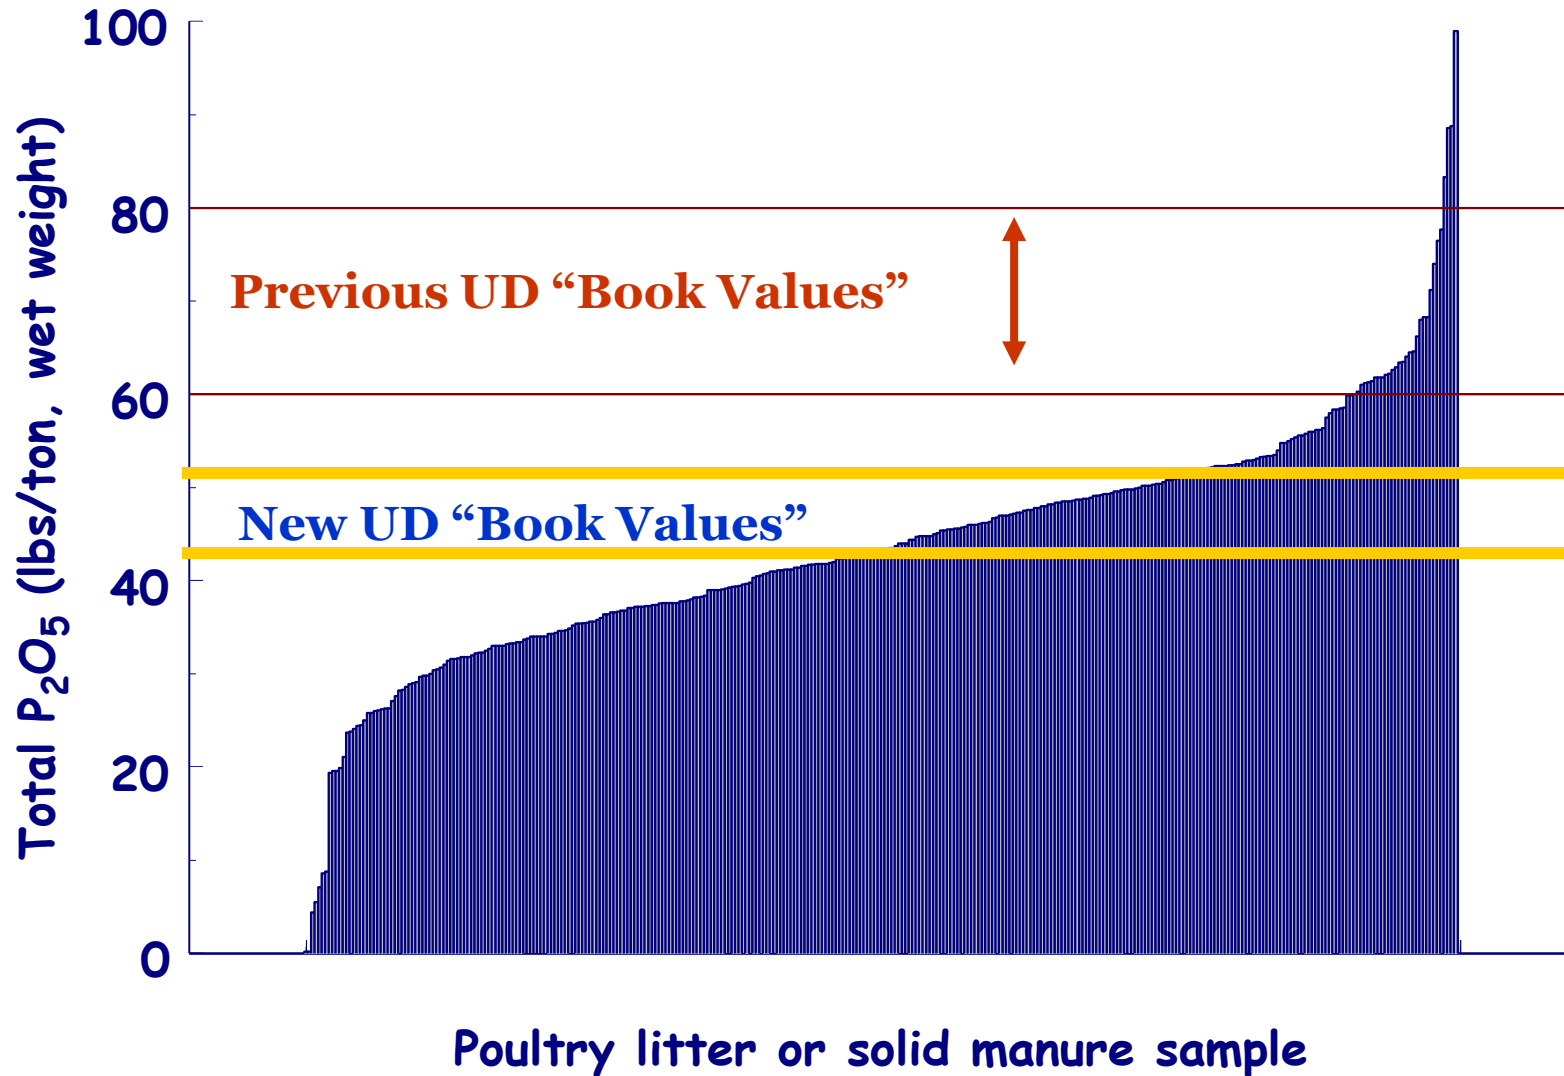 100
80
60
40
20
0
Total P₂O₅ (lbs/ton, wet weight)
Previous UD “Book Values”
New UD “Book Values”
Poultry litter or solid manure sample